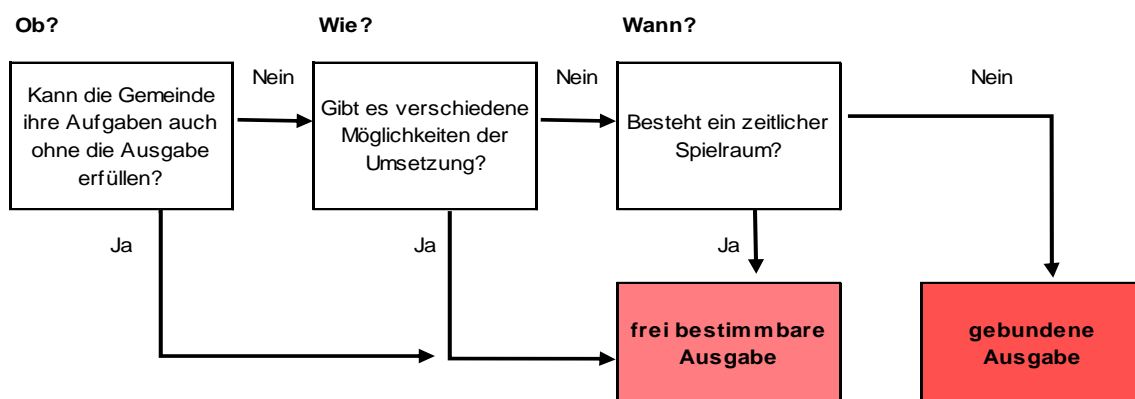 Ob?
Wie?
Wann?
Kann die Gemeinde
ihre Aufgaben auch
ohne die Ausgabe
erfüllen?
Nein
Gibt es verschiedene
Möglichkeiten der
Umsetzung?
Nein
Besteht ein zeitlicher
Spielraum?
Nein
Ja
Ja
Ja
frei bestimmbare
Ausgabe
gebundene
Ausgabe